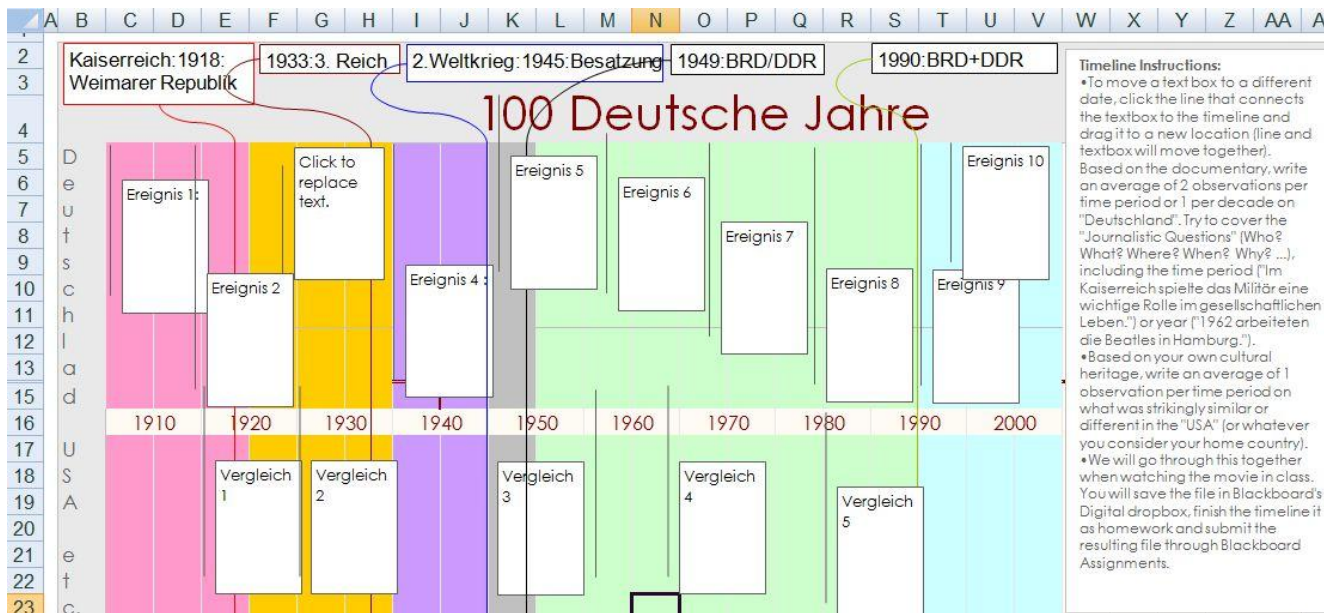 A B C D E F G H I J K L M N O P Q R S T U V W X Y Z AA A
2
3
4
5
6
7
8
9
10
11
12
13
15
16
17
18
19
20
21
22
23
Kaiserreich:1918:
Weimarer Republik
1933:3. Reich
2.Weltkrieg:1945:Besatzung
1949:BRD/DDR
1990:BRD+DDR
100 Deutsche Jahre
D
e
u
t
s
c
h
l
a
d
Ereignis 1:
Ereignis 2
Click to
replace
text.
Ereignis 4 :
Ereignis 5
Ereignis 6
Ereignis 7
Ereignis 8
Ereignis 9
Ereignis 10
1910 1920 1930 1940 1950 1960 1970 1980 1990 2000
U
S
A
e
t
c.
Vergleich
1
Vergleich
2
Vergleich
3
Vergleich
4
Vergleich
5
Timeline Instructions:
•To move a text box to a different
date, click the line that connects
the textbox to the timeline and
drag it to a new location (line and
textbox will move together).
Based on the documentary, write
an average of 2 observations per
time period or 1 per decade on
"Deutschland". Try to cover the
"Journalistic Questions" (Who?
What? Where? When? Why? ...),
including the time period ("Im
Kaiserreich spielte das Militär eine
wichtige Rolle im gesellschaftlichen
Leben.") or year ("1962 arbeiteten
die Beatles in Hamburg.").
•Based on your own cultural
heritage, write an average of 1
observation per time period on
what was strikingly similar or
different in the "USA" (or whatever
you consider your home country).
•We will go through this together
when watching the movie in class.
You will save the file in Blackboard's
Digital dropbox, finish the timeline it
as homework and submit the
resulting file through Blackboard
Assignments.